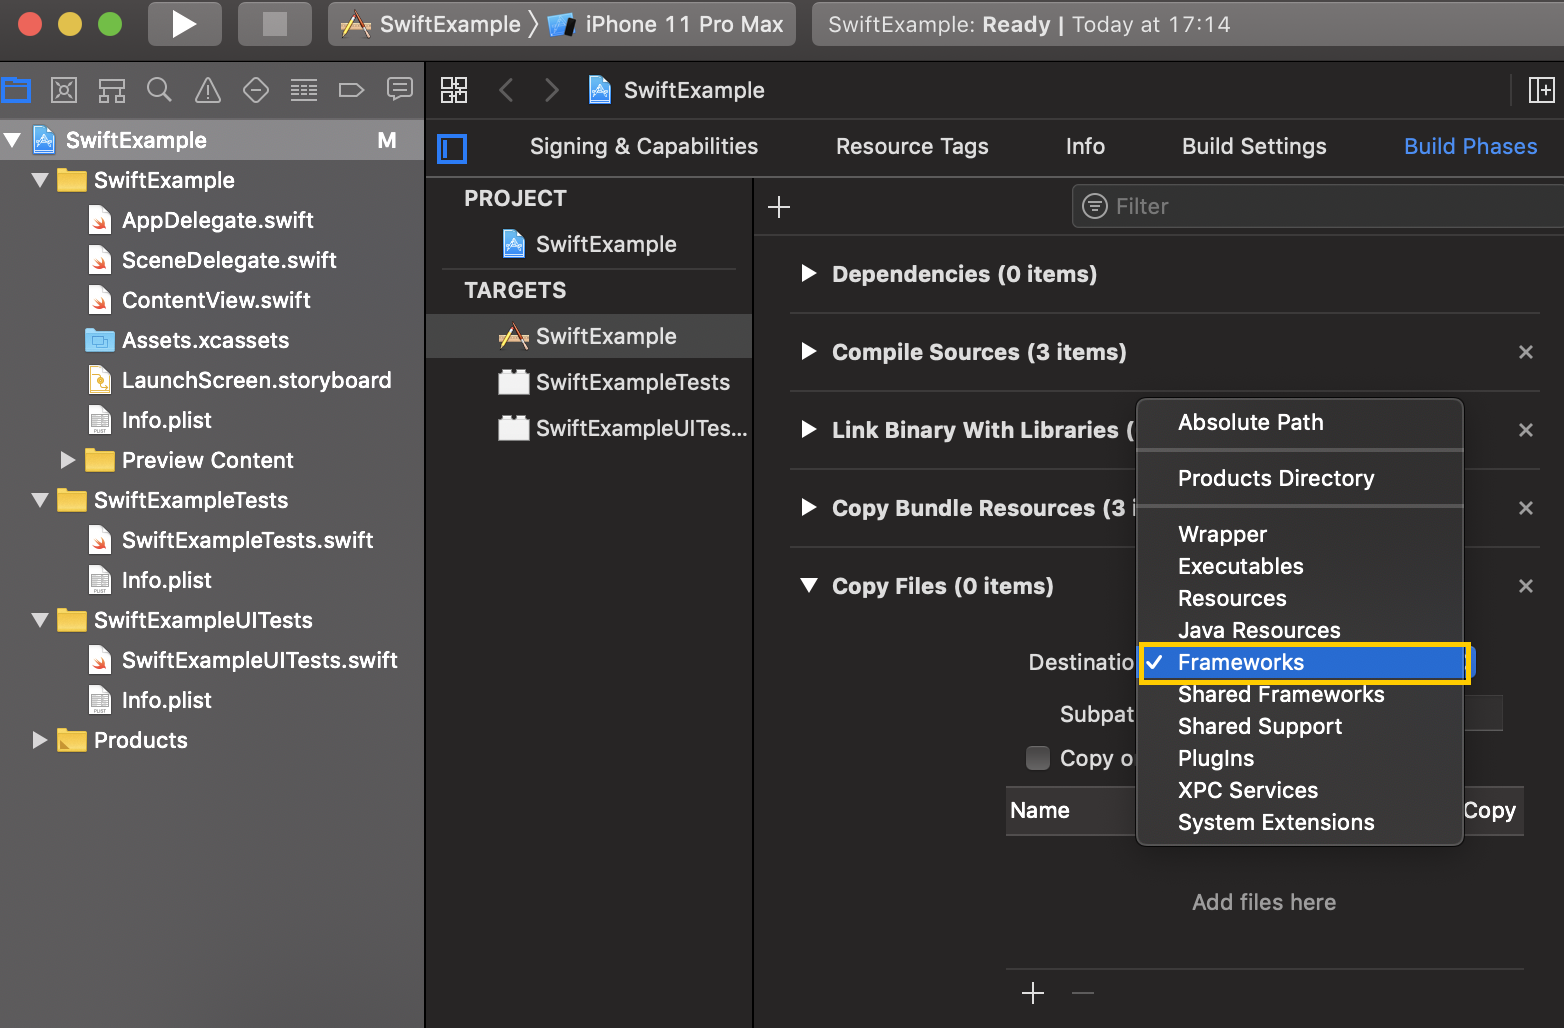 SwiftExample
iPhone 11 Pro Max
SwiftExample: Ready | Today at 17:14
SwiftExample
M
SwiftExample
AppDelegate.swift
SceneDelegate.swift
ContentView.swift
Assets.xcassets
LaunchScreen.storyboard
Info.plist
Preview Content
SwiftExampleTests
SwiftExampleTests.swift
Info.plist
SwiftExampleUITests
SwiftExampleUITests.swift
Info.plist
Products
SwiftExample
Signing & Capabilities
Resource Tags
Info
Build Settings
Build Phases
PROJECT
SwiftExample
TARGETS
SwiftExample
SwiftExampleTests
SwiftExampleUITes...
Filter
Dependencies (0 items)
Compile Sources (3 items)
Link Binary With Libraries (
Copy Bundle Resources (3 i
Copy Files (0 items)
Destinatio
Subpat
Copy o
Name
Copy
Add files here
Absolute Path
Products Directory
Wrapper
Executables
Resources
Java Resources
Frameworks
Shared Frameworks
Shared Support
PlugIns
XPC Services
System Extensions